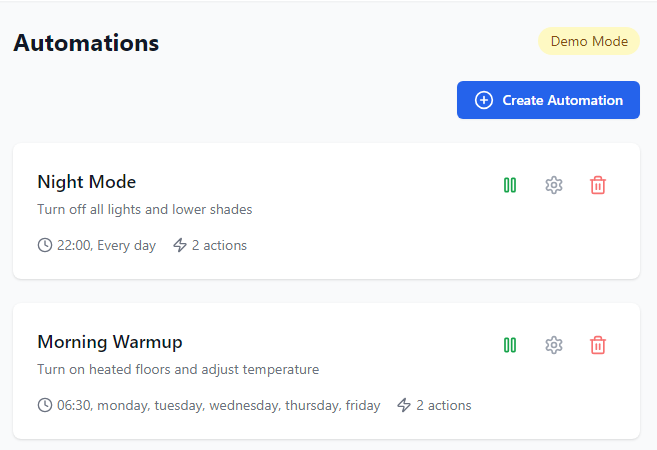 Automations
Demo Mode
Create Automation
Night Mode
Turn off all lights and lower shades
22:00, Every day 2 actions
Morning Warmup
Turn on heated floors and adjust temperature
06:30, monday, tuesday, wednesday, thursday, friday 2 actions